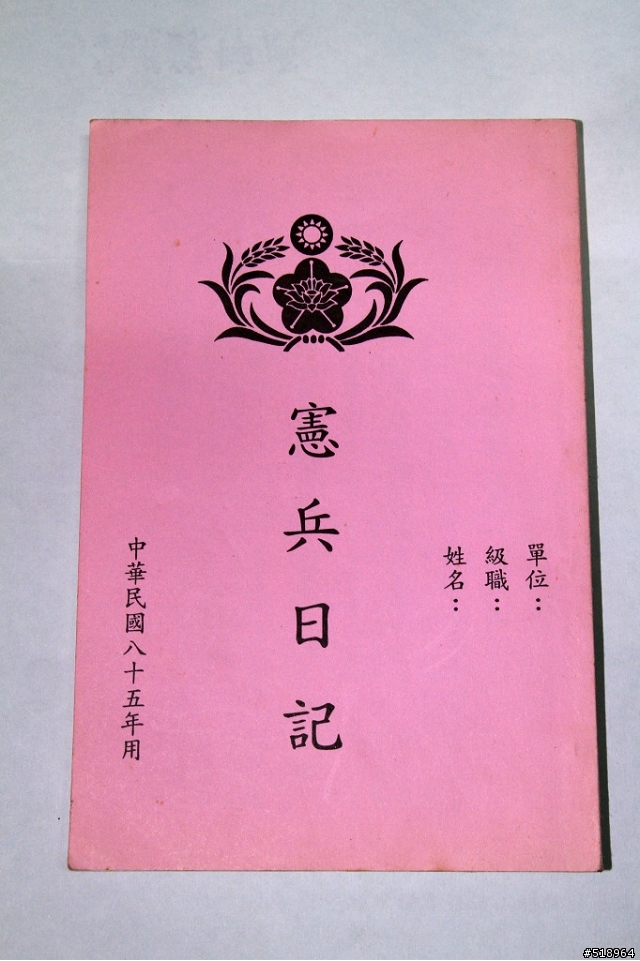 單位：
級職：
姓名：
憲兵日記
中華民國八十五年用
#518964